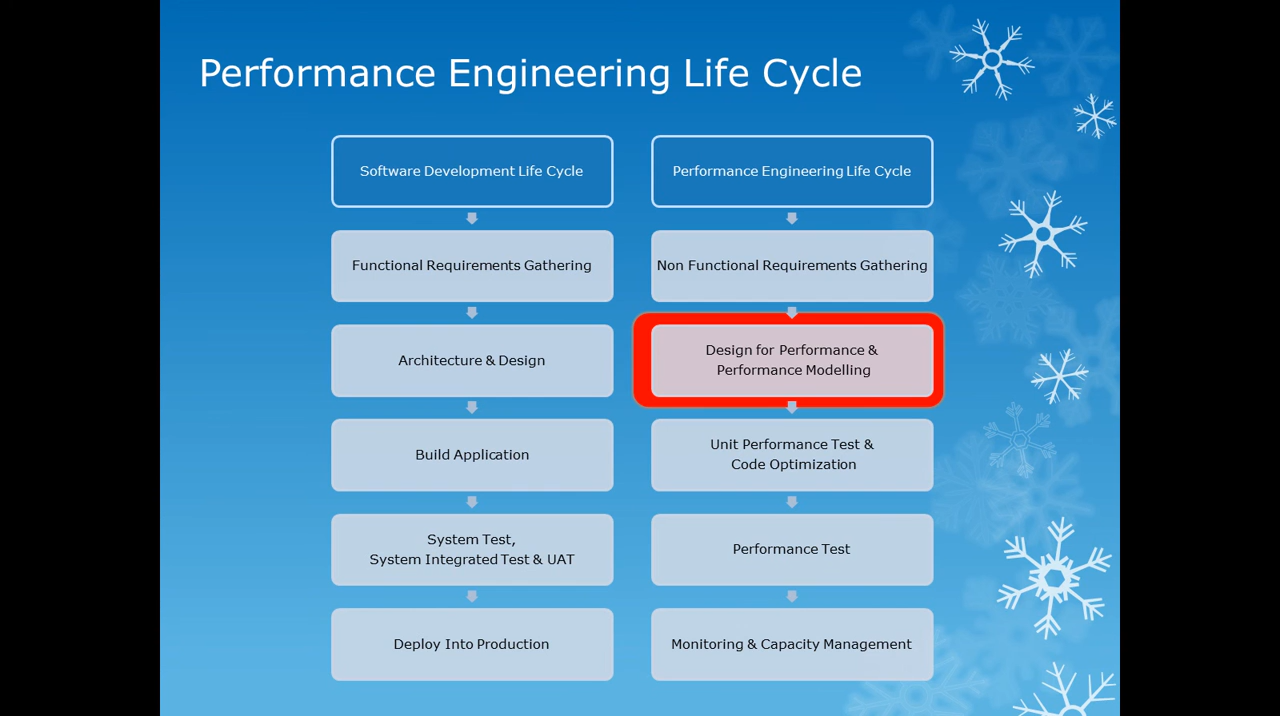 Performance Engineering Life Cycle
Software Development Life Cycle
Functional Requirements Gathering
Architecture & Design
Build Application
System Test,
System Integrated Test & UAT
Deploy Into Production
Performance Engineering Life Cycle
Non Functional Requirements Gathering
Design for Performance &
Performance Modelling
Unit Performance Test &
Code Optimization
Performance Test
Monitoring & Capacity Management